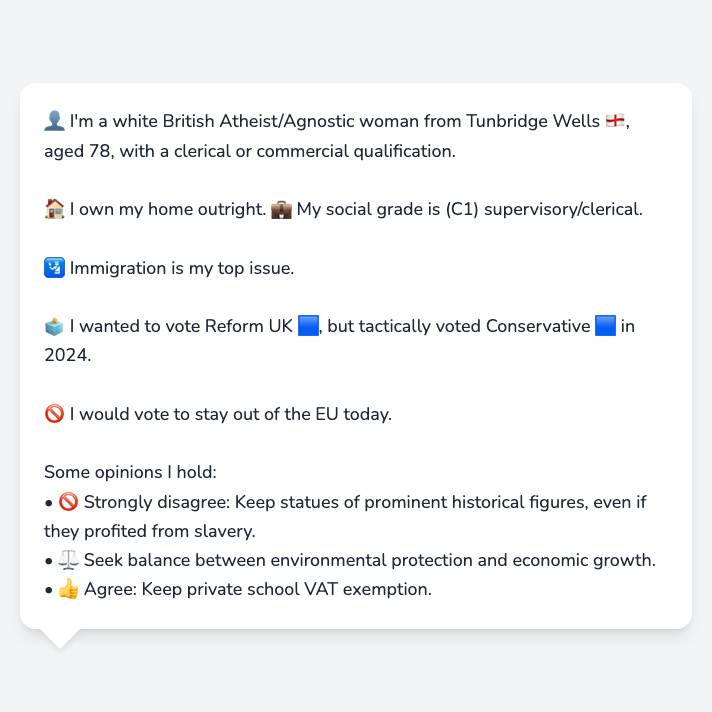 👤 I'm a white British Atheist/Agnostic woman from Tunbridge Wells 🏴󠁧󠁢󠁥󠁮󠁧󠁿,
aged 78, with a clerical or commercial qualification.
🏠 I own my home outright. 💼 My social grade is (C1) supervisory/clerical.
🛂 Immigration is my top issue.
🗳️ I wanted to vote Reform UK 🟦, but tactically voted Conservative 🟦 in
2024.
🚫 I would vote to stay out of the EU today.
Some opinions I hold:
• 🚫 Strongly disagree: Keep statues of prominent historical figures, even if
they profited from slavery.
• ⚖️ Seek balance between environmental protection and economic growth.
• 👍 Agree: Keep private school VAT exemption.